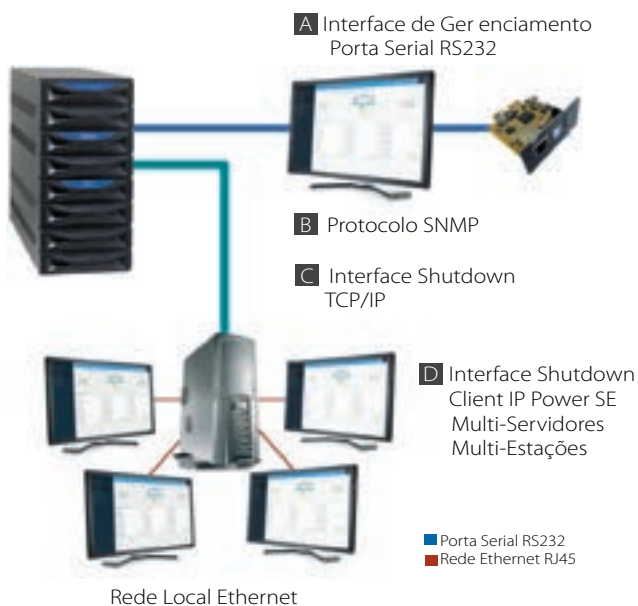 A Interface de Ger enciamento
Porta Serial RS232
B Protocolo SNMP
C Interface Shutdown
TCP/IP
D Interface Shutdown
Client IP Power SE
Multi-Servidores
Multi-Estações
Porta Serial RS232
Rede Ethernet RJ45
Rede Local Ethernet